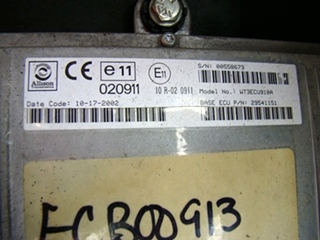 Allison
CE
e11
020911
E11
10 R-02 0911
S/N: 00550673
Model No.: WT3ECU910A
Date Code: 10-17-2002
BASE ECU P/N: 29541151
ECB00913